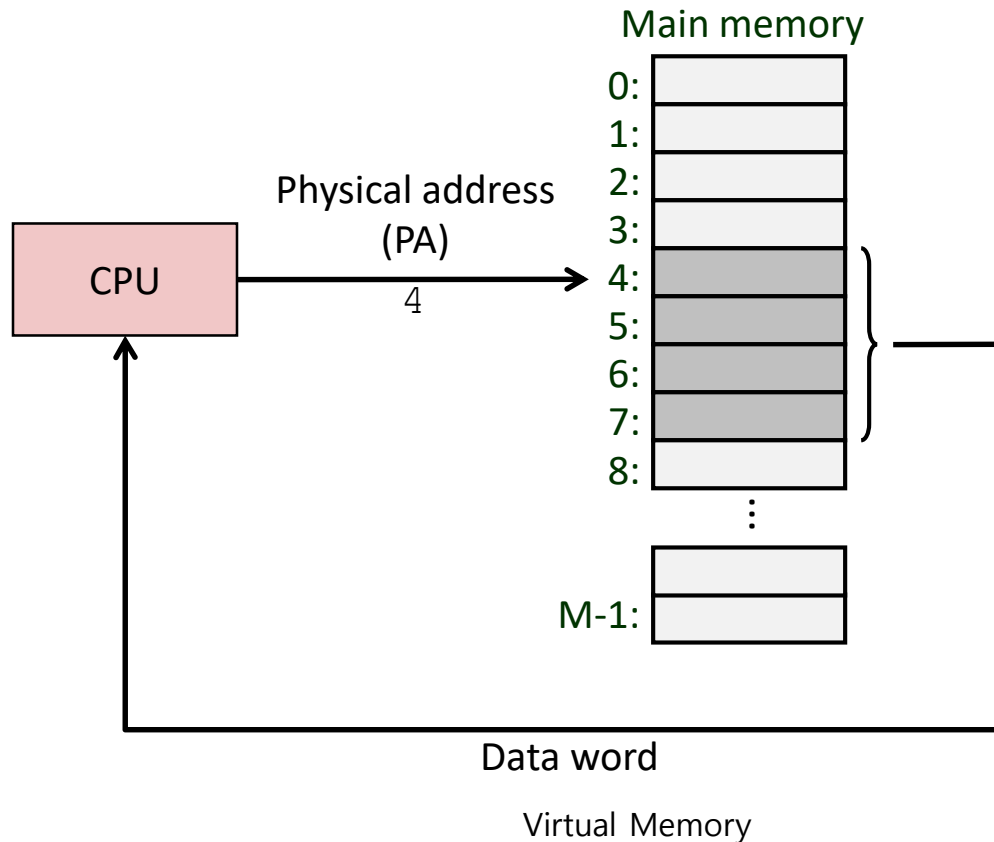 Main memory
0:
1:
2:
3:
Physical address
(PA)
CPU
4
4:
5:
6:
7:
8:
⋮
M-1:
Data word
Virtual Memory